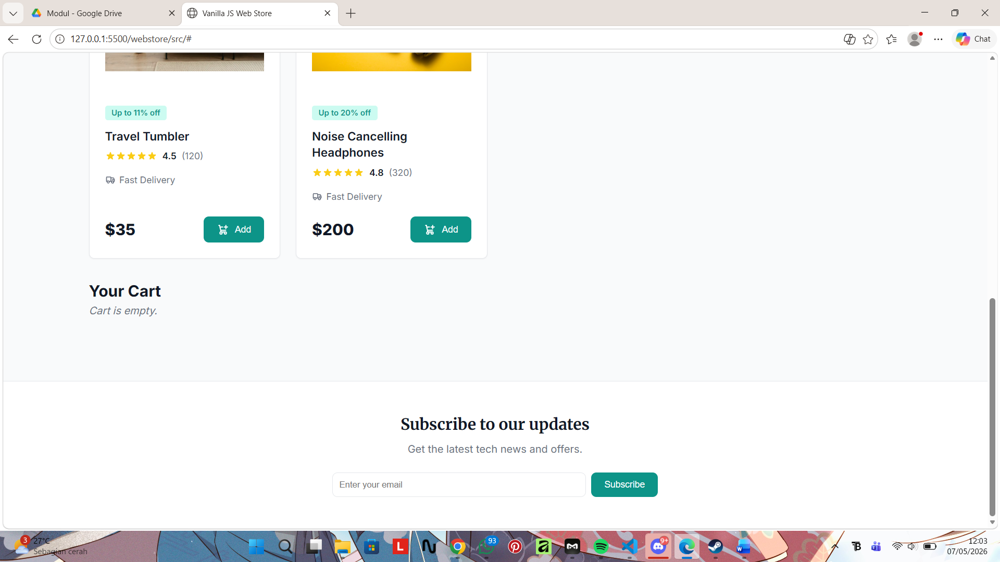 Modul - Google Drive
Vanilla JS Web Store
127.0.0.1:5500/webstore/src/#
Chat
Up to 11% off
Travel Tumbler
4.5 (120)
Fast Delivery
$35
Add
Up to 20% off
Noise Cancelling
Headphones
4.8 (320)
Fast Delivery
$200
Add
Your Cart
Cart is empty.
Subscribe to our updates
Get the latest tech news and offers.
Enter your email
Subscribe
3
27°C
Sebagian cerah
L
93
a
9+
W
B
T
12:03
07/05/2026